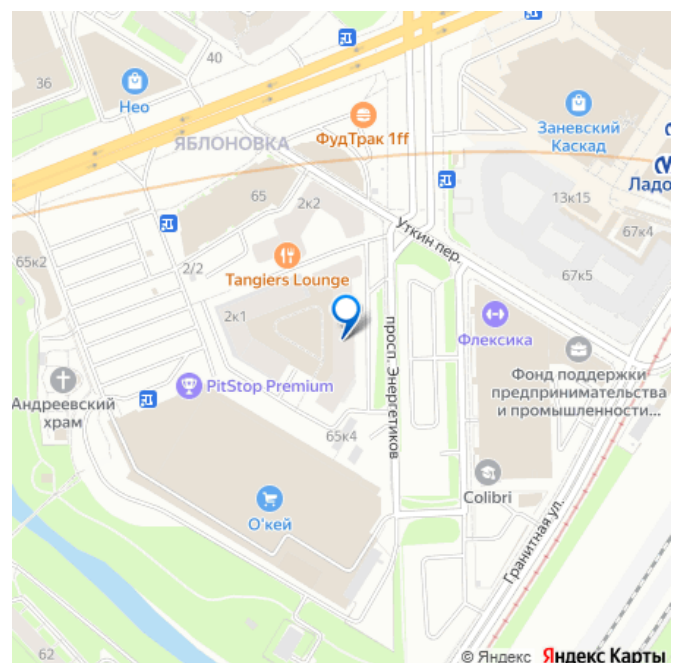 40
36
Нео
ЯБЛОНОВКА
ФудТрак 1ff
Заневский
Каскад
Ладо
65
2к2
13к15
67к4
Уткин пер.
65к2
2/2
Tangiers Lounge
67к5
2к1
Флексика
просп. Энергетиков
Фонд поддержки
предпринимательства
и промышленности...
PitStop Premium
Андреевский
храм
65к4
Colibri
О'кей
Гранитная ул.
62
© Яндекс Яндекс Карты